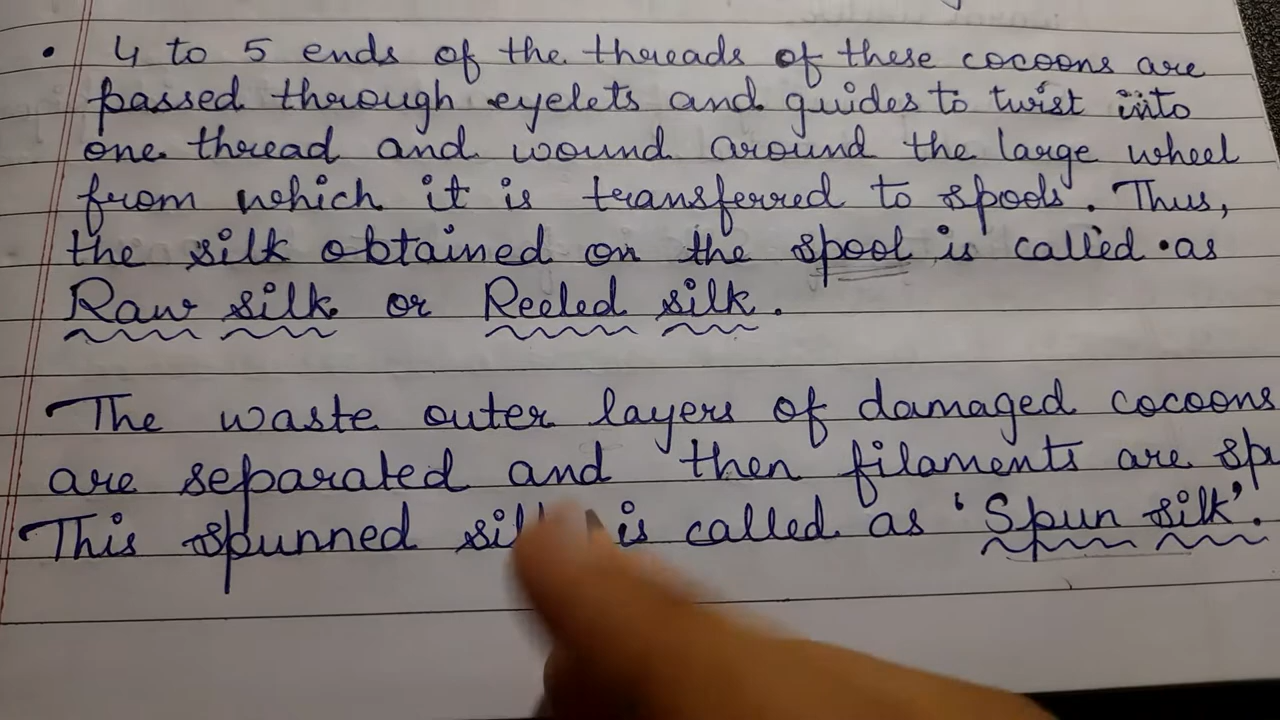 • 4 to 5 ends of the threads of these cocoons are
passed through eyelets and guides to twist into
one thread and wound around the large wheel
from which it is transferred to spools. Thus,
the silk obtained on the spool is called as
Raw silk or Reeled silk.
The waste outer layers of damaged cocoons
are separated and then filaments are
This spunned is called as 'Spun silk'.